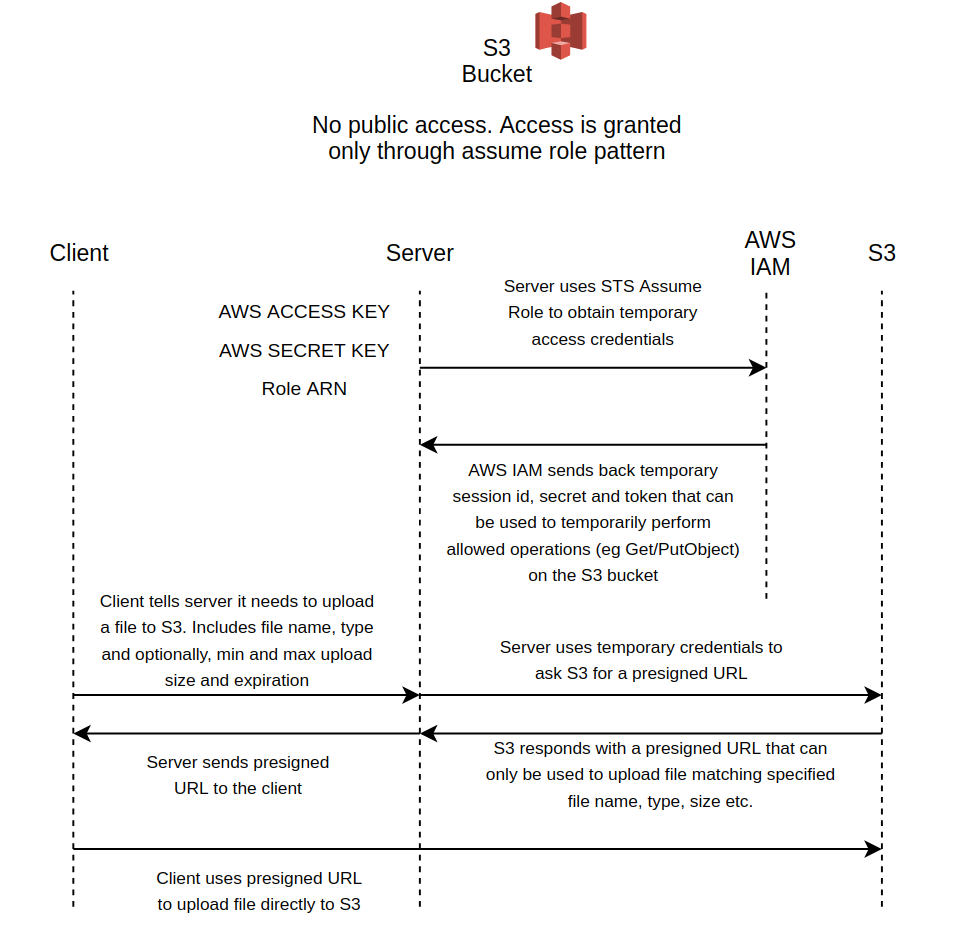 S3
Bucket
No public access. Access is granted
only through assume role pattern
Client
Server
AWS
IAM
S3
AWS ACCESS KEY
AWS SECRET KEY
Role ARN
Server uses STS Assume
Role to obtain temporary
access credentials
AWS IAM sends back temporary
session id, secret and token that can
be used to temporarily perform
allowed operations (eg Get/PutObject)
on the S3 bucket
Client tells server it needs to upload
a file to S3. Includes file name, type
and optionally, min and max upload
size and expiration
Server uses temporary credentials to
ask S3 for a presigned URL
Server sends presigned
URL to the client
S3 responds with a presigned URL that can
only be used to upload file matching specified
file name, type, size etc.
Client uses presigned URL
to upload file directly to S3